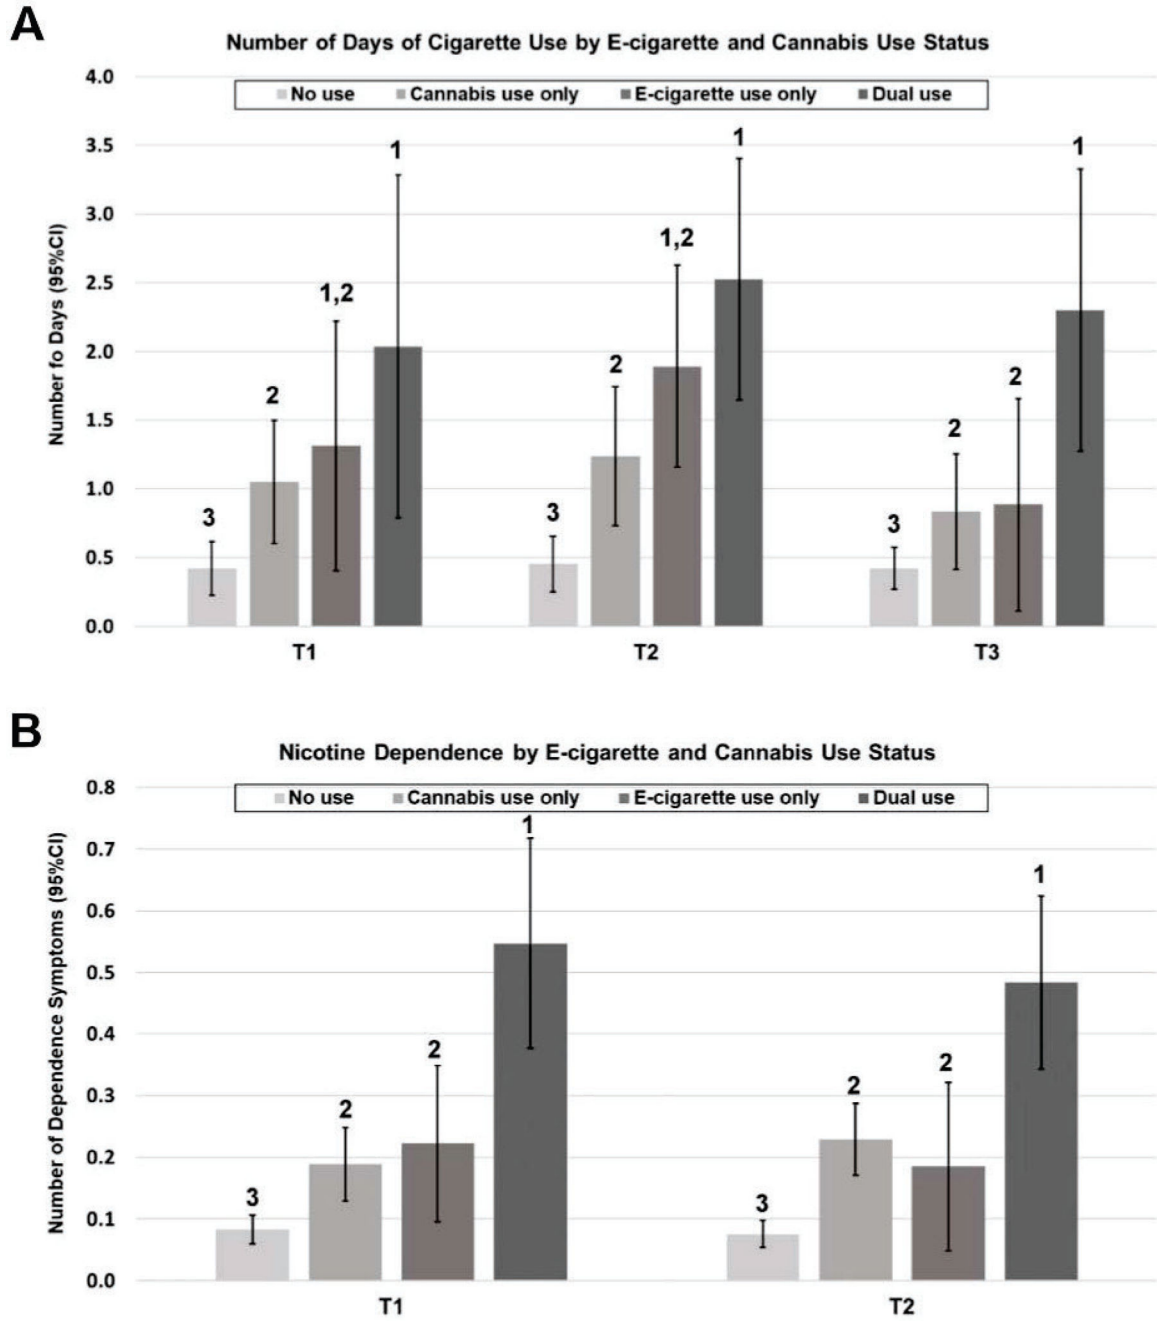 A
Number of Days of Cigarette Use by E-cigarette and Cannabis Use Status
No use Cannabis use only E-cigarette use only Dual use
Number fo Days (95%CI)
4.0
3.5
3.0
2.5
2.0
1.5
1.0
0.5
0.0
3 2 1,2 1
3 2 1,2 1
3 2 2 1
T1 T2 T3
B
Nicotine Dependence by E-cigarette and Cannabis Use Status
No use Cannabis use only E-cigarette use only Dual use
Number of Dependence Symptoms (95%CI)
0.8
0.7
0.6
0.5
0.4
0.3
0.2
0.1
0.0
3 2 2 1
3 2 2 1
T1 T2